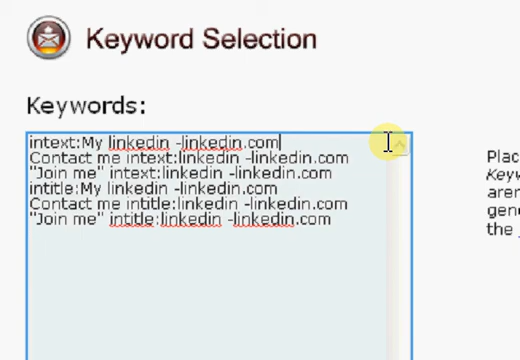 Keyword Selection
Keywords:
intext:My linkedin -linkedin.com
Contact me intext:linkedin -linkedin.com
"Join me" intext:linkedin -linkedin.com
intitle:My linkedin -linkedin.com
Contact me intitle:linkedin -linkedin.com
"Join me" intitle:linkedin -linkedin.com
Plac
Keyw
aren
gene
the